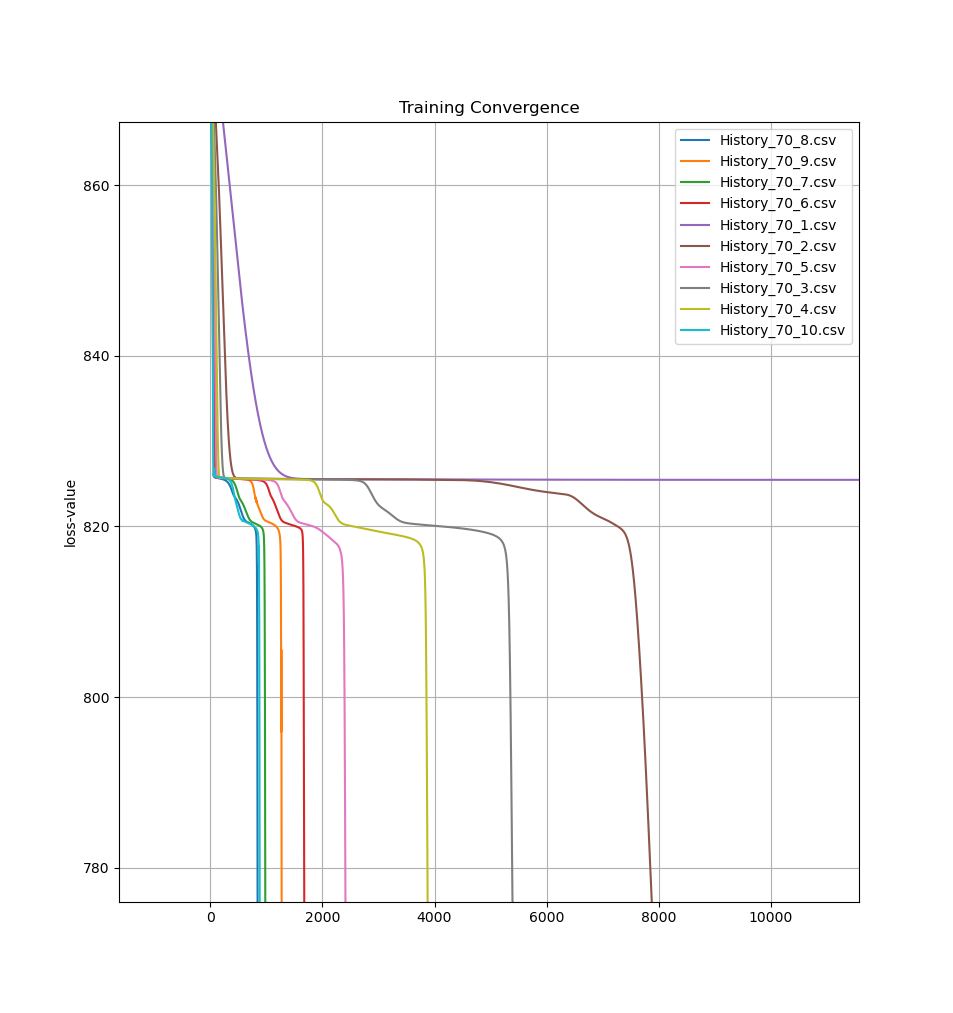 Training Convergence
loss-value
860
840
820
800
780
0
2000
4000
6000
8000
10000
History_70_8.csv
History_70_9.csv
History_70_7.csv
History_70_6.csv
History_70_1.csv
History_70_2.csv
History_70_5.csv
History_70_3.csv
History_70_4.csv
History_70_10.csv